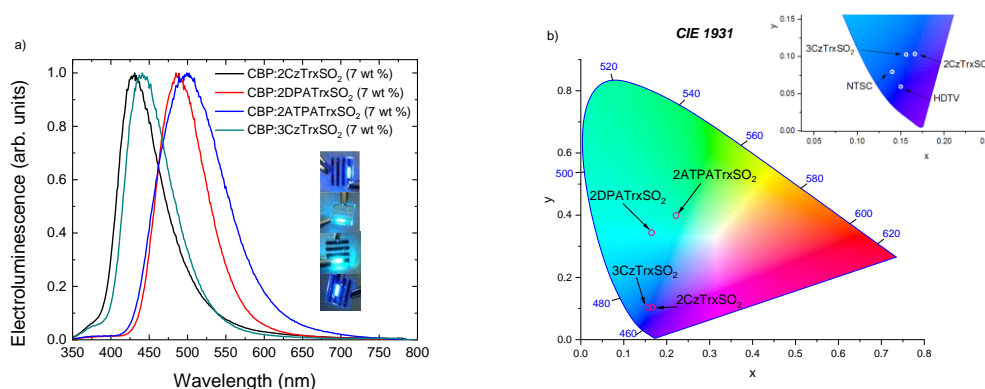 a)
Electroluminescence (arb. units)
1.0
0.8
0.6
0.4
0.2
0.0
CBP:2CzTrxSO₂ (7 wt %)
CBP:2DPATrxSO₂ (7 wt %)
CBP:2ATPATrxSO₂ (7 wt %)
CBP:3CzTrxSO₂ (7 wt %)
350 400 450 500 550 600 650 700 750 800
Wavelength (nm)
b)
CIE 1931
y
0.8
0.6
0.4
0.2
0.0
520
540
560
580
600
620
500
480
460
2ATPATrxSO₂
2DPATrxSO₂
3CzTrxSO₂
2CzTrxSO₂
0.0 0.1 0.2 0.3 0.4 0.5 0.6 0.7 0.8
x
y
0.15
0.10
0.05
0.00
3CzTrxSO₂
2CzTrxSO
NTSC
HDTV
0.05 0.10 0.15 0.20
x